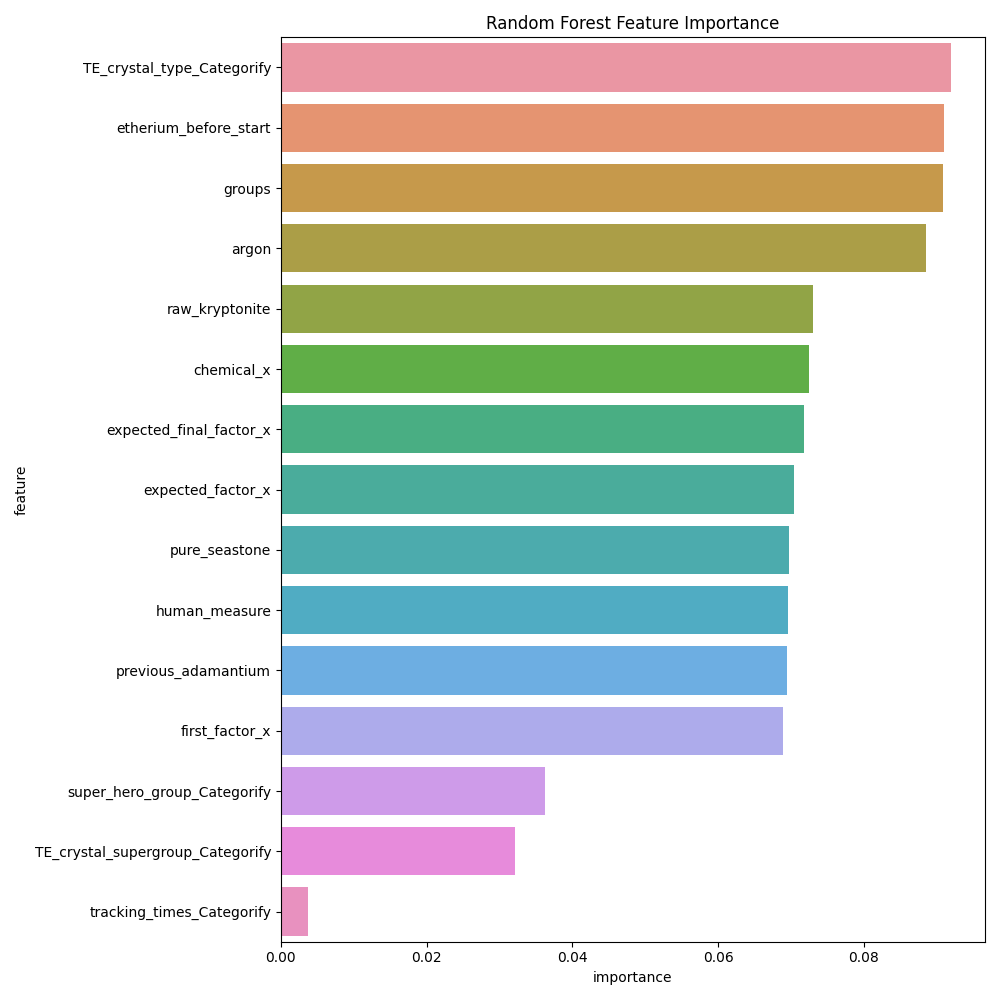 Random Forest Feature Importance
TE_crystal_type_Categorify
etherium_before_start
groups
argon
raw_kryptonite
chemical_x
expected_final_factor_x
expected_factor_x
pure_seastone
human_measure
previous_adamantium
first_factor_x
super_hero_group_Categorify
TE_crystal_supergroup_Categorify
tracking_times_Categorify
feature
0.00 0.02 0.04 0.06 0.08
importance